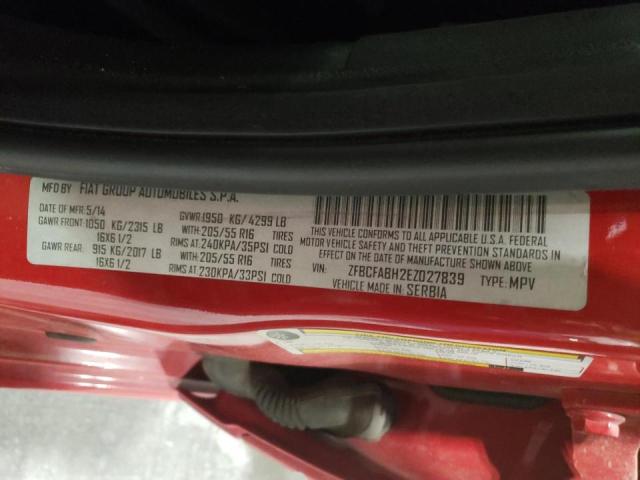 MFD BY FIAT GROUP AUTOMOBILES S.P.A.
DATE OF MFR: 5/14 GVWR: 1950 KG/ 4299 LB
GAWR FRONT: 1050 KG/ 2315 LB WITH: 205/55 R16 TIRES
16X6 1/2 RIMS AT: 240KPA/35PSI COLD
GAWR REAR: 915 KG/ 2017 LB WITH: 205/55 R16 TIRES
16X6 1/2 RIMS AT: 230KPA/33PSI COLD
THIS VEHICLE CONFORMS TO ALL APPLICABLE U.S.A. FEDERAL
MOTOR VEHICLE SAFETY AND THEFT PREVENTION STANDARDS IN
EFFECT ON THE DATE OF MANUFACTURE SHOWN ABOVE.
VIN: ZFBCFABH2EZ027839 TYPE: MPV
VEHICLE MADE IN SERBIA